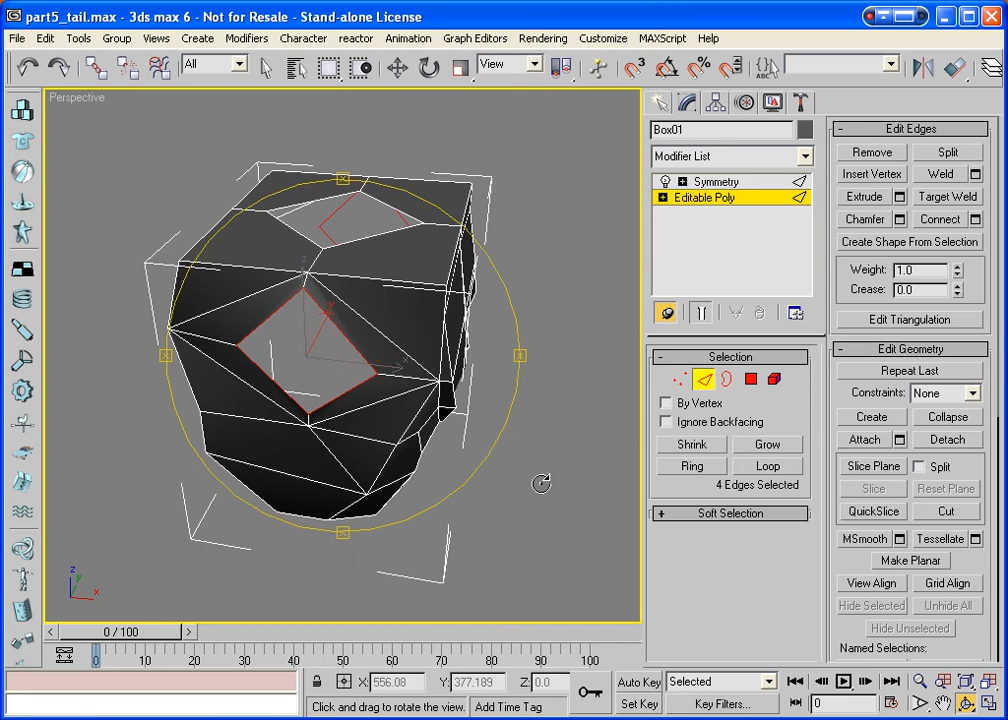 part5_tail.max - 3ds max 6 - Not for Resale - Stand-alone License
File Edit Tools Group Views Create Modifiers Character reactor Animation Graph Editors Rendering Customize MAXScript Help
All View 3 % ABC
Perspective
Box01
Modifier List
Symmetry
Editable Poly
Selection
By Vertex
Ignore Backfacing
Shrink Grow
Ring Loop
4 Edges Selected
Soft Selection
Edit Edges
Remove Split
Insert Vertex Weld
Extrude Target Weld
Chamfer Connect
Create Shape From Selection
Weight: 1.0
Crease: 0.0
Edit Triangulation
Edit Geometry
Repeat Last
Constraints: None
Create Collapse
Attach Detach
Slice Plane Split
Slice Reset Plane
QuickSlice Cut
MSmooth Tessellate
Make Planar
View Align Grid Align
Hide Selected Unhide All
Hide Unselected
Named Selections:
z
y
x
z
y
x
0 / 100
0 10 20 30 40 50 60 70 80 90 100
X: 556.08 Y: 377.189 Z: 0.0
Auto Key Selected
Click and drag to rotate the view. Add Time Tag
Set Key Key Filters... 0